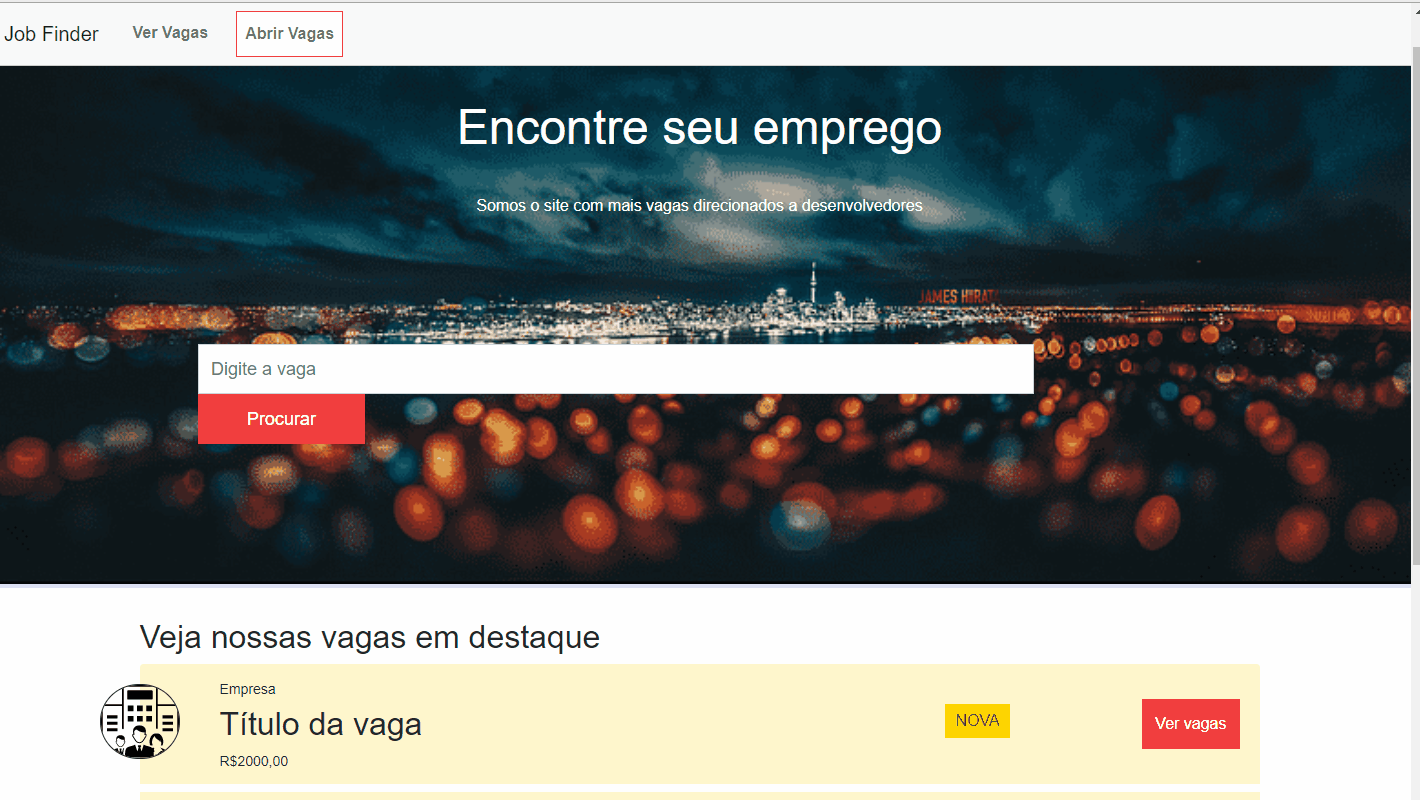 Job Finder Ver Vagas Abrir Vagas
Encontre seu emprego
Somos o site com mais vagas direcionados a desenvolvedores
JAMES HIRATA
Digite a vaga
Procurar
Veja nossas vagas em destaque
Empresa
Título da vaga
R$2000,00
NOVA
Ver vagas